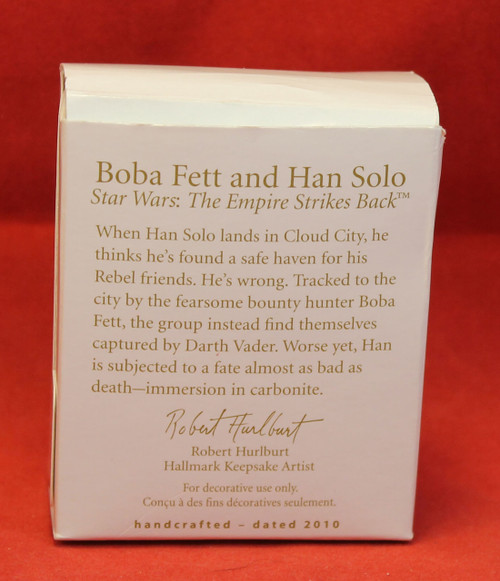 Boba Fett and Han Solo
Star Wars: The Empire Strikes Back™
When Han Solo lands in Cloud City, he
thinks he's found a safe haven for his
Rebel friends. He's wrong. Tracked to the
city by the fearsome bounty hunter Boba
Fett, the group instead find themselves
captured by Darth Vader. Worse yet, Han
is subjected to a fate almost as bad as
death—immersion in carbonite.
Robert Hurlburt
Robert Hurlburt
Hallmark Keepsake Artist
For decorative use only.
Conçu à des fins décoratives seulement.
handcrafted – dated 2010